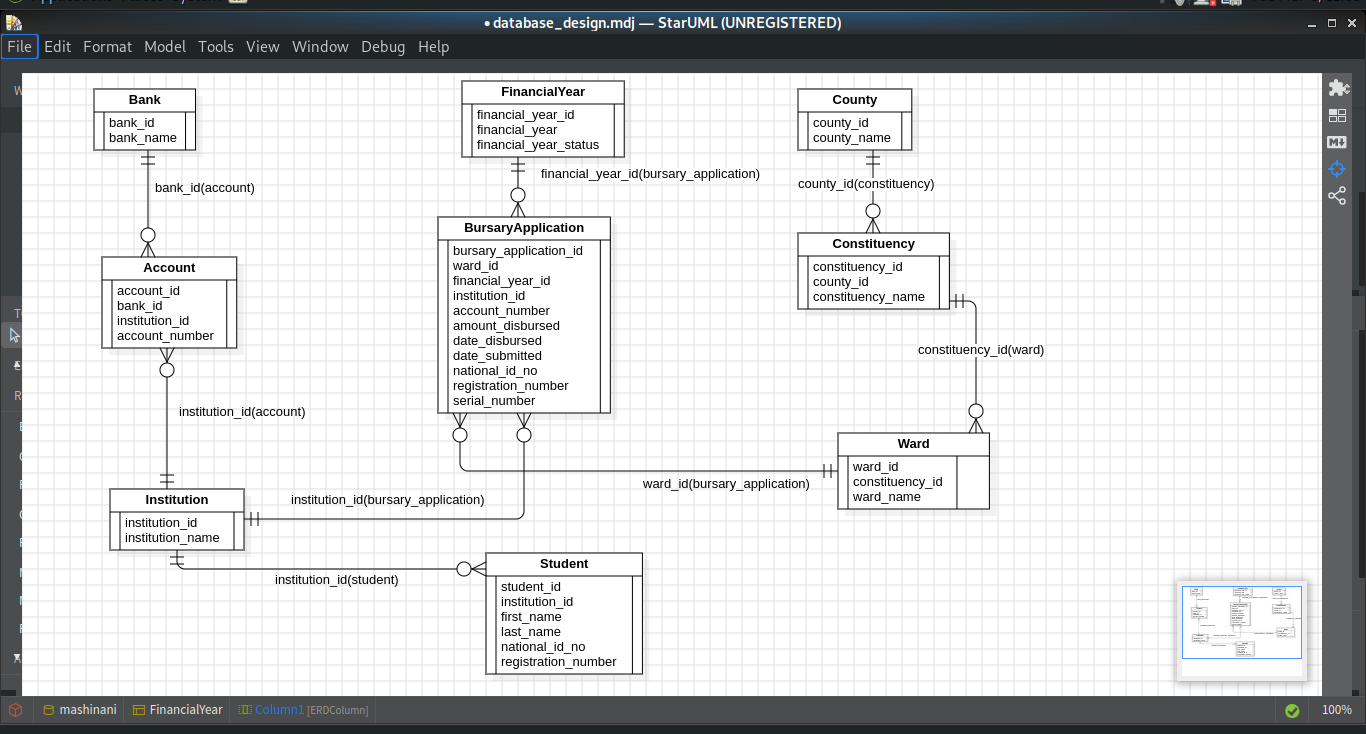 • database_design.mdj — StarUML (UNREGISTERED)
File Edit Format Model Tools View Window Debug Help
Bank
bank_id
bank_name
bank_id(account)
Account
account_id
bank_id
institution_id
account_number
institution_id(account)
Institution
institution_id
institution_name
institution_id(student)
FinancialYear
financial_year_id
financial_year
financial_year_status
financial_year_id(bursary_application)
BursaryApplication
bursary_application_id
ward_id
financial_year_id
institution_id
account_number
amount_disbursed
date_disbursed
date_submitted
national_id_no
registration_number
serial_number
institution_id(bursary_application)
ward_id(bursary_application)
Student
student_id
institution_id
first_name
last_name
national_id_no
registration_number
County
county_id
county_name
county_id(constituency)
Constituency
constituency_id
county_id
constituency_name
constituency_id(ward)
Ward
ward_id
constituency_id
ward_name
M↓
mashinani FinancialYear Column1 [ERDColumn] 100%